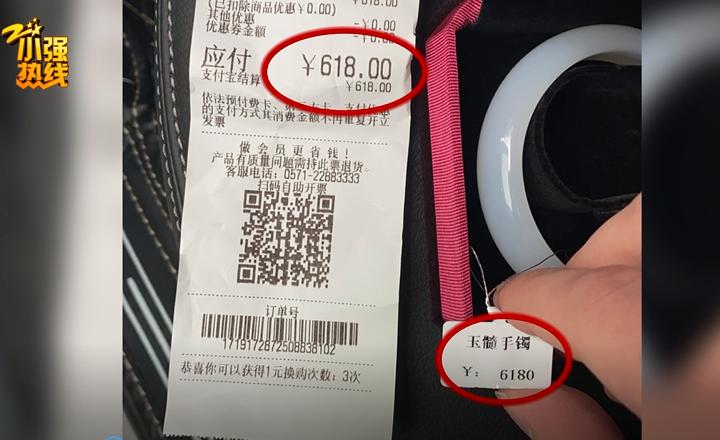 小强热线
(已扣除商品优惠￥0.00)
￥618.00
其他优惠
-￥0.00
优惠券金额
-￥0.00
应付
￥618.00
支付宝结算
￥618.00
依法预付费卡、
的支付方式其消费金额不再重复开立
发票
做会员更省钱！
产品有质量问题需持此票退货。
客服电话：0571-22883333
扫码自助开票
订单号
恭喜你可以获得1元换购次数：3次
玉髓手镯
￥： 6180